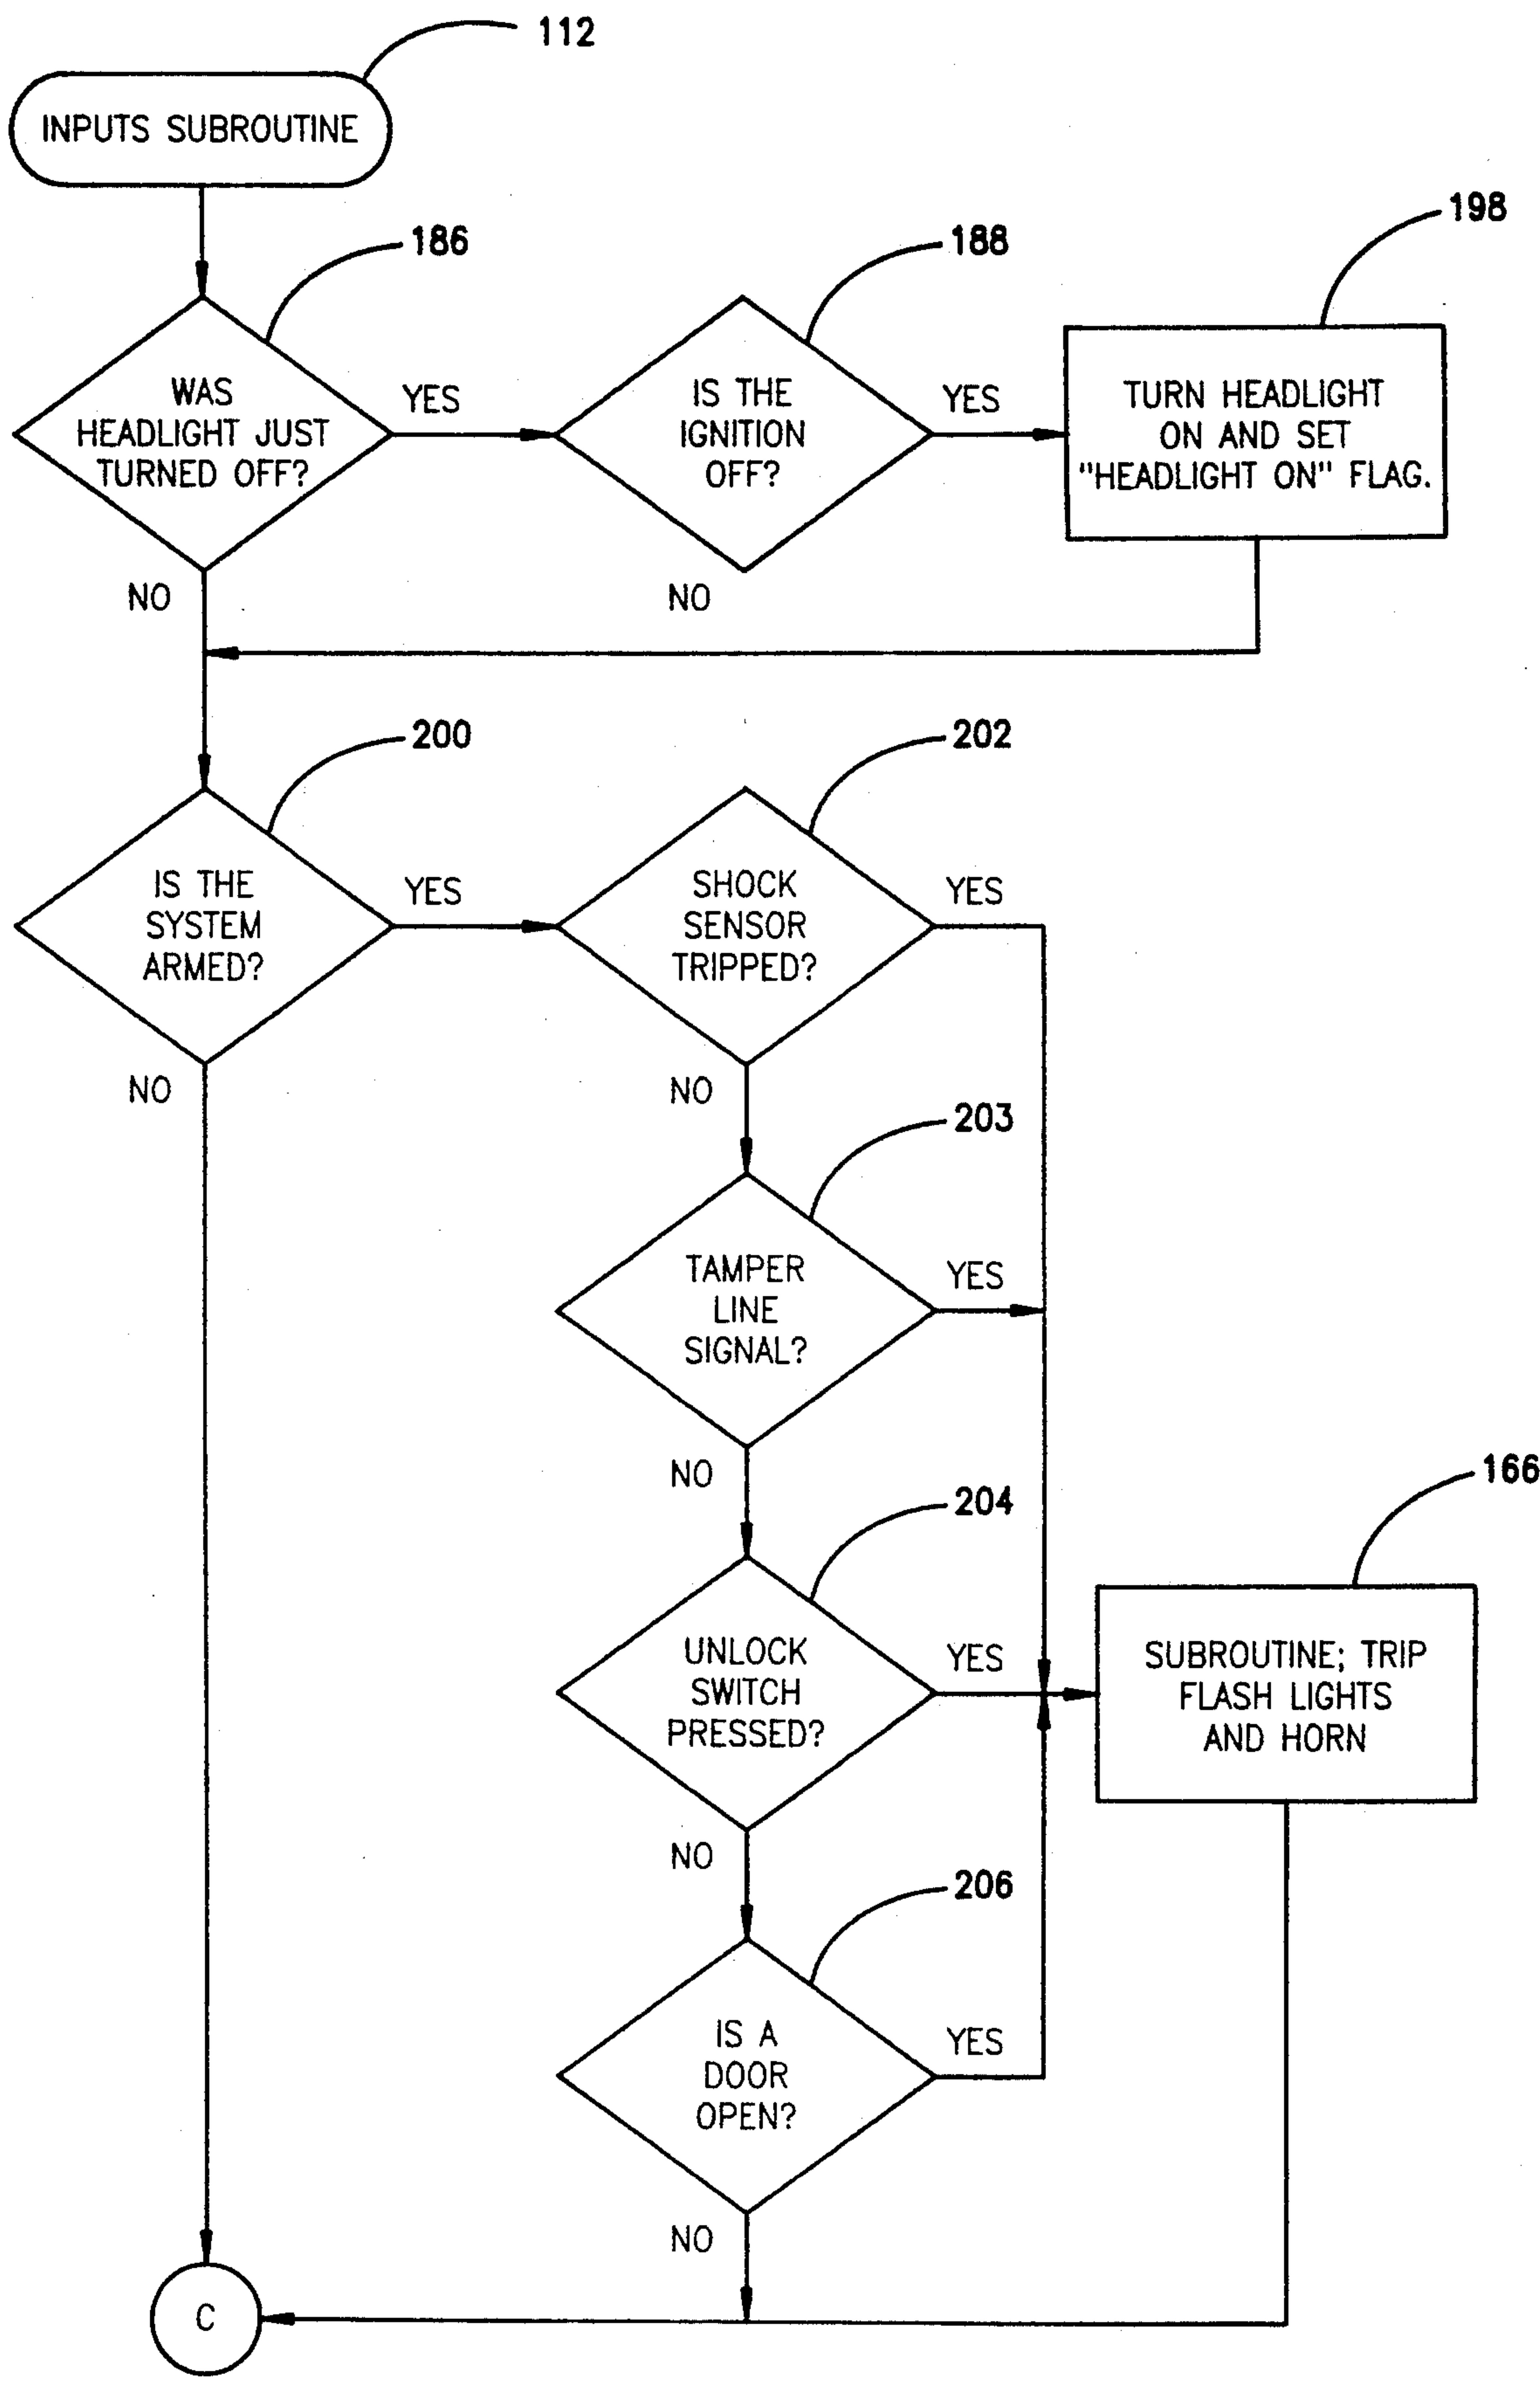 112
INPUTS SUBROUTINE
186
188
198
WAS
HEADLIGHT JUST
TURNED OFF?
YES
IS THE
IGNITION
OFF?
YES
TURN HEADLIGHT
ON AND SET
"HEADLIGHT ON" FLAG.
NO
NO
200
202
IS THE
SYSTEM
ARMED?
YES
SHOCK
SENSOR
TRIPPED?
YES
NO
NO
203
TAMPER
LINE
SIGNAL?
YES
NO
204
166
UNLOCK
SWITCH
PRESSED?
YES
SUBROUTINE; TRIP
FLASH LIGHTS
AND HORN
NO
206
IS A
DOOR
OPEN?
YES
NO
C